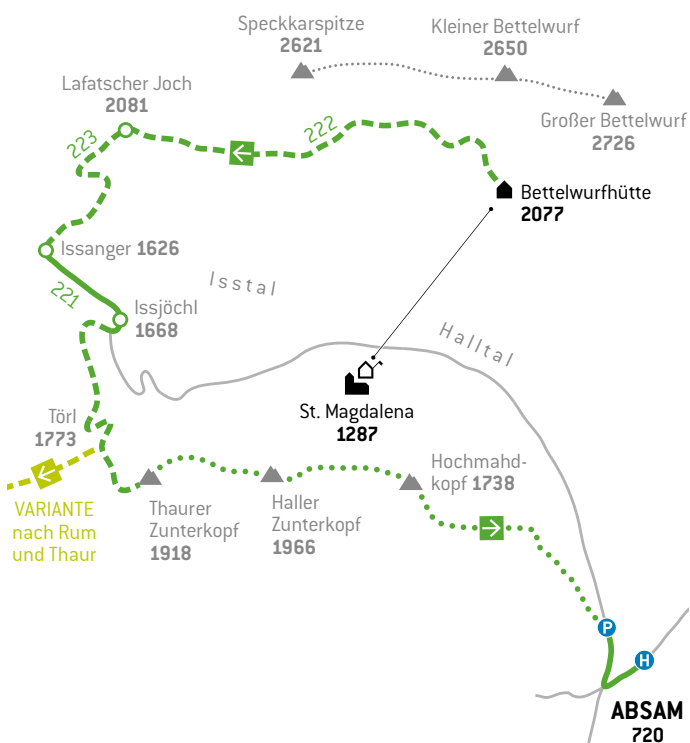 Speckkarspitze
2621
Kleiner Bettelwurf
2650
Lafatscher Joch
2081
Großer Bettelwurf
2726
223
222
Bettelwurfhütte
2077
Issanger 1626
221
Isstal
Issjöchl
1668
Halltal
St. Magdalena
1287
Törl
1773
VARIANTE
nach Rum
und Thaur
Thaurer
Zunterkopf
1918
Haller
Zunterkopf
1966
Hochmahd-
kopf 1738
P
H
ABSAM
720